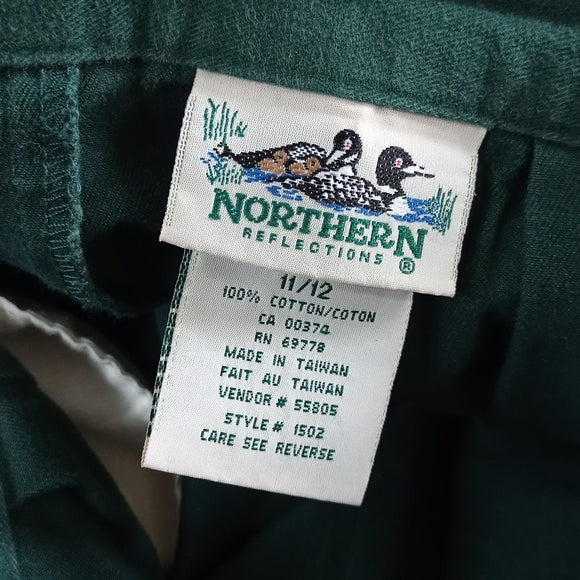 NORTHERN
REFLECTIONS ®
11/12
100% COTTON/COTON
CA 00374
RN 69778
MADE IN TAIWAN
FAIT AU TAIWAN
VENDOR # 55805
STYLE # 1502
CARE SEE REVERSE